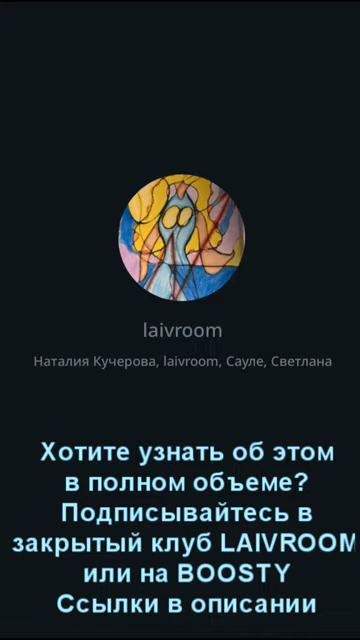 laivroom
Наталия Кучерова, laivroom, Сауле, Светлана
Хотите узнать об этом
в полном объеме?
Подписывайтесь в
закрытый клуб LAIVROOM
или на BOOSTY
Ссылки в описании